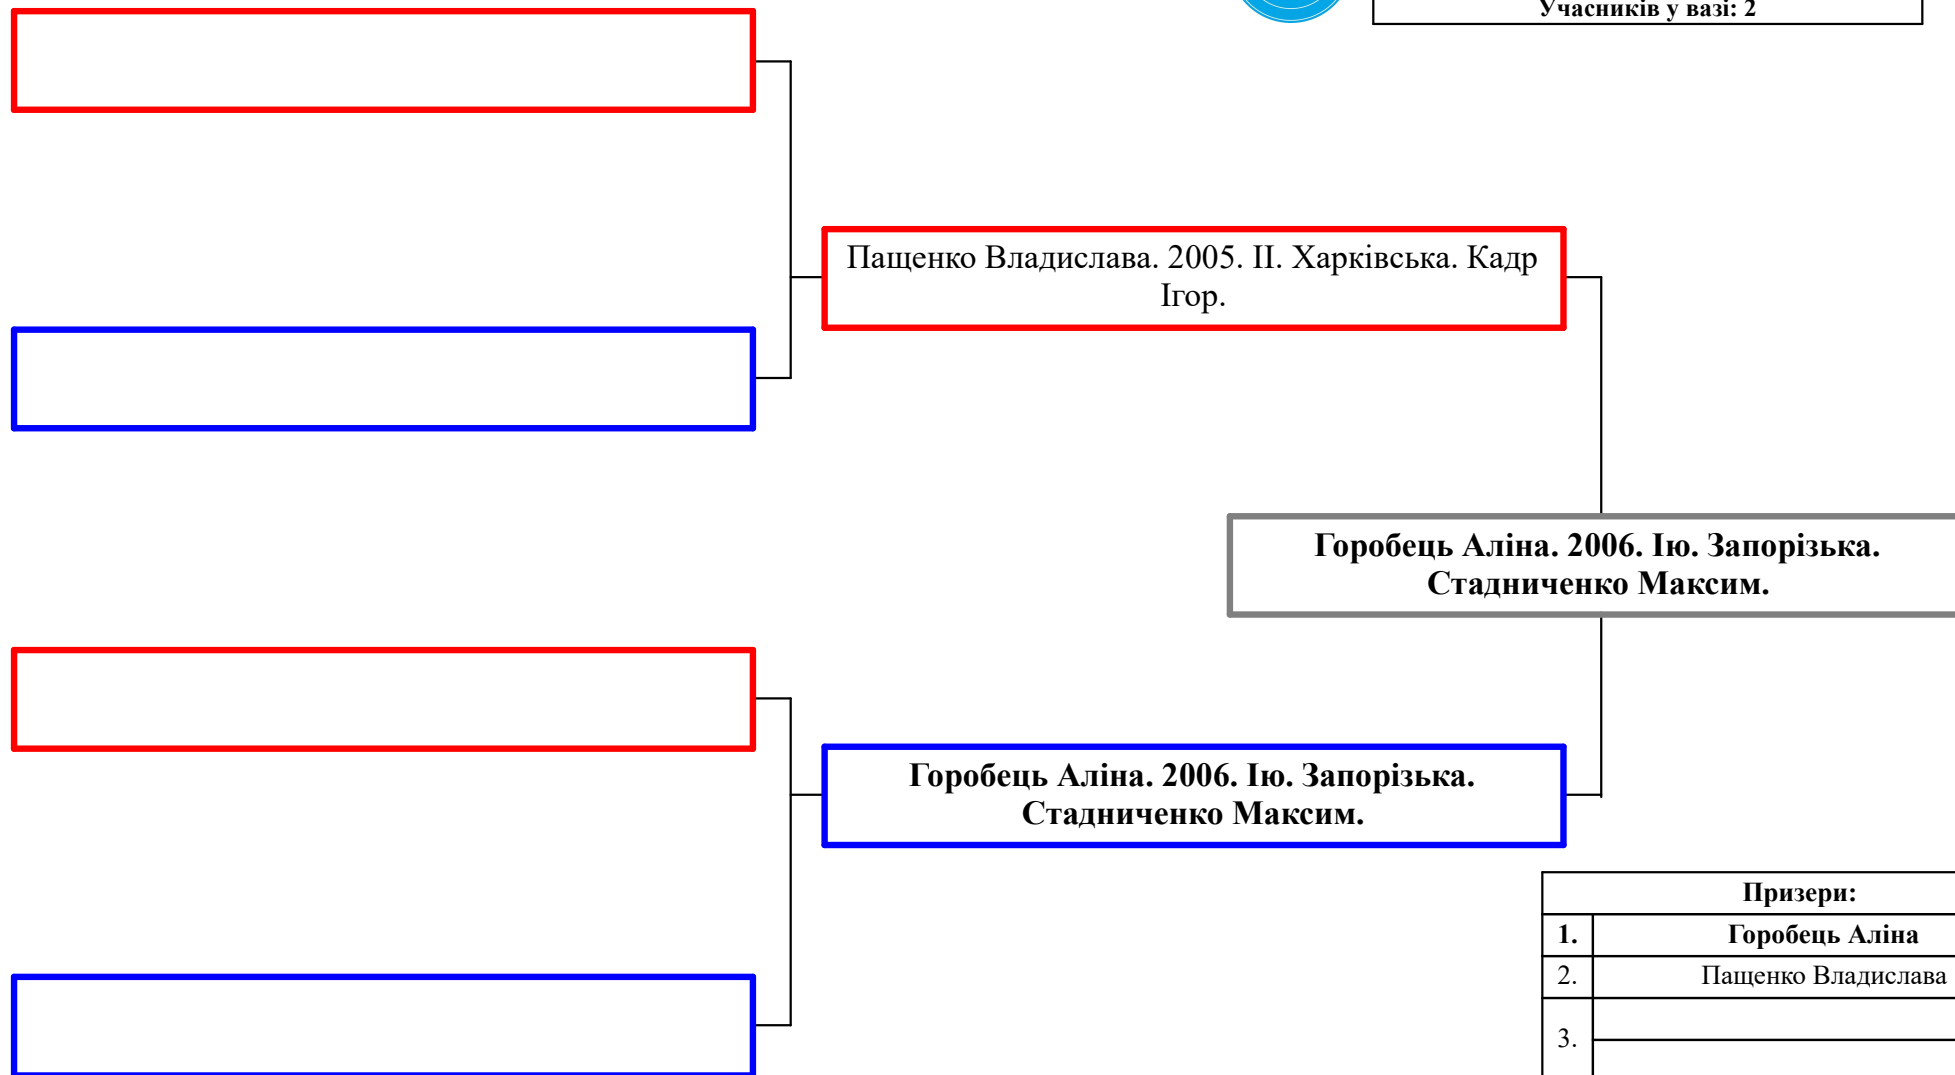 Учасників у вазі: 2
Пащенко Владислава. 2005. ІІ. Харківська. Кадр
Ігор.
Горобець Аліна. 2006. Ію. Запорізька.
Стадниченко Максим.
Горобець Аліна. 2006. Ію. Запорізька.
Стадниченко Максим.
Призери:
1. Горобець Аліна
2. Пащенко Владислава
3.